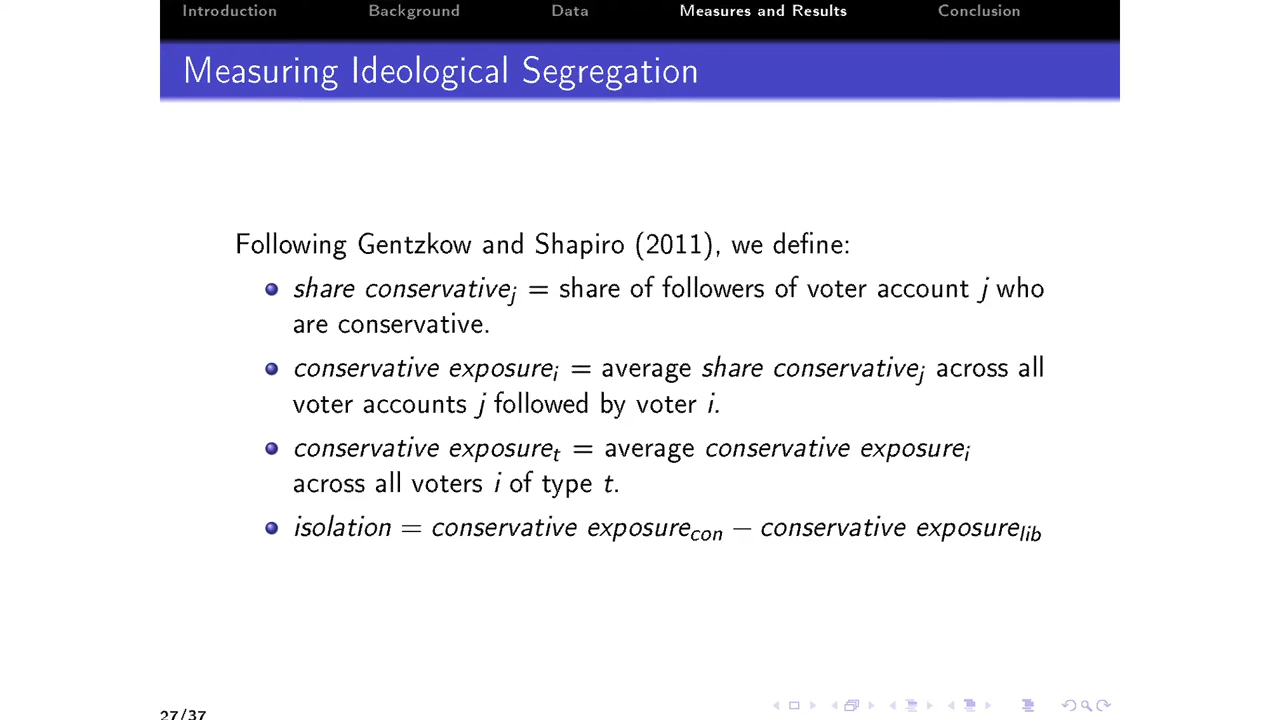 Introduction Background Data Measures and Results Conclusion
Measuring Ideological Segregation
Following Gentzkow and Shapiro (2011), we define:
share conservative_j = share of followers of voter account j who
are conservative.
conservative exposure_i = average share conservative_j across all
voter accounts j followed by voter i.
conservative exposure_t = average conservative exposure_i
across all voters i of type t.
isolation = conservative exposure_con − conservative exposure_lib
27/37